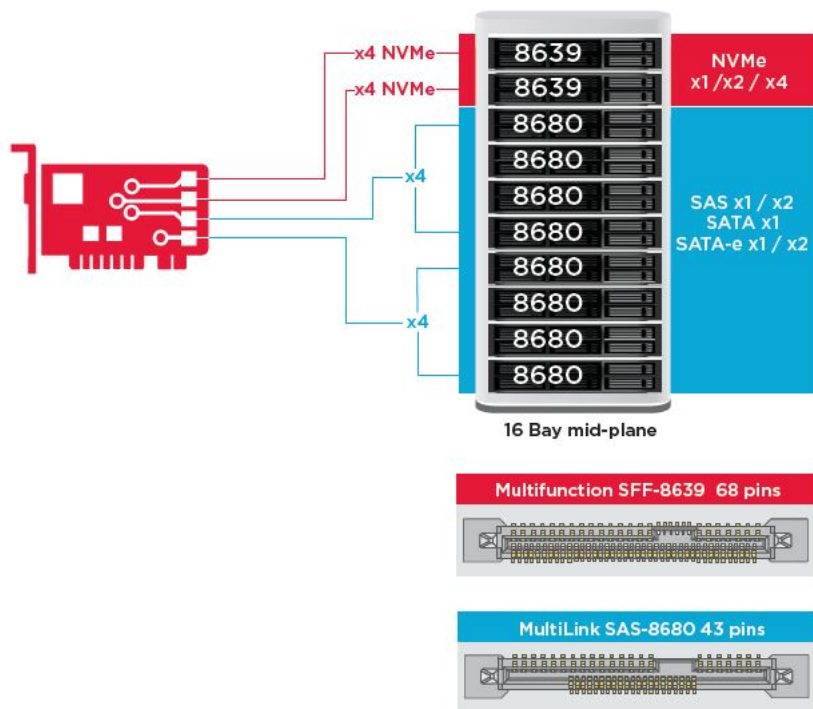 x4 NVMe
x4 NVMe
x4
x4
8639
8639
8680
8680
8680
8680
8680
8680
8680
8680
NVMe
x1 /x2 / x4
SAS x1 / x2
SATA x1
SATA-e x1 / x2
16 Bay mid-plane
Multifunction SFF-8639 68 pins
MultiLink SAS-8680 43 pins